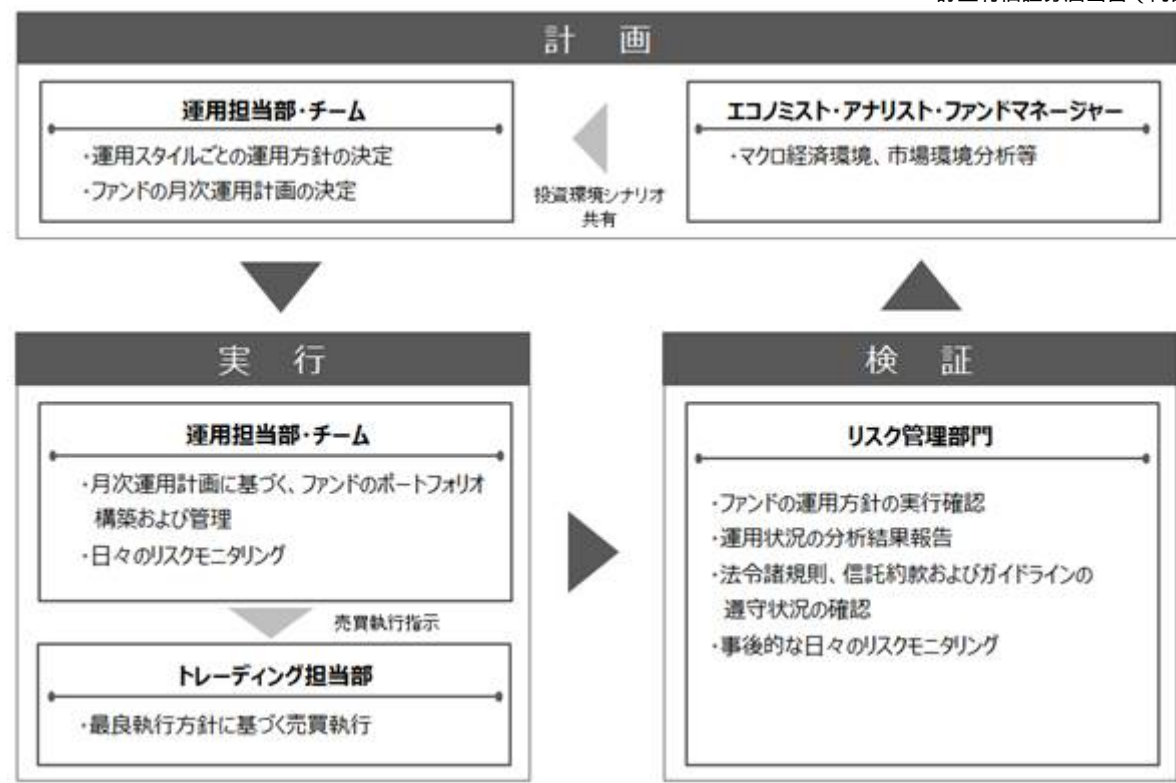 計 画
運用担当部・チーム
・運用スタイルごとの運用方針の決定
・ファンドの月次運用計画の決定
投資環境シナリオ
共有
エコノミスト・アナリスト・ファンドマネージャー
・マクロ経済環境、市場環境分析等
実 行
運用担当部・チーム
・月次運用計画に基づく、ファンドのポートフォリオ
構築および管理
・日々のリスクモニタリング
売買執行指示
トレーディング担当部
・最良執行方針に基づく売買執行
検 証
リスク管理部門
・ファンドの運用方針の実行確認
・運用状況の分析結果報告
・法令諸規則、信託約款およびガイドラインの
遵守状況の確認
・事後的な日々のリスクモニタリング